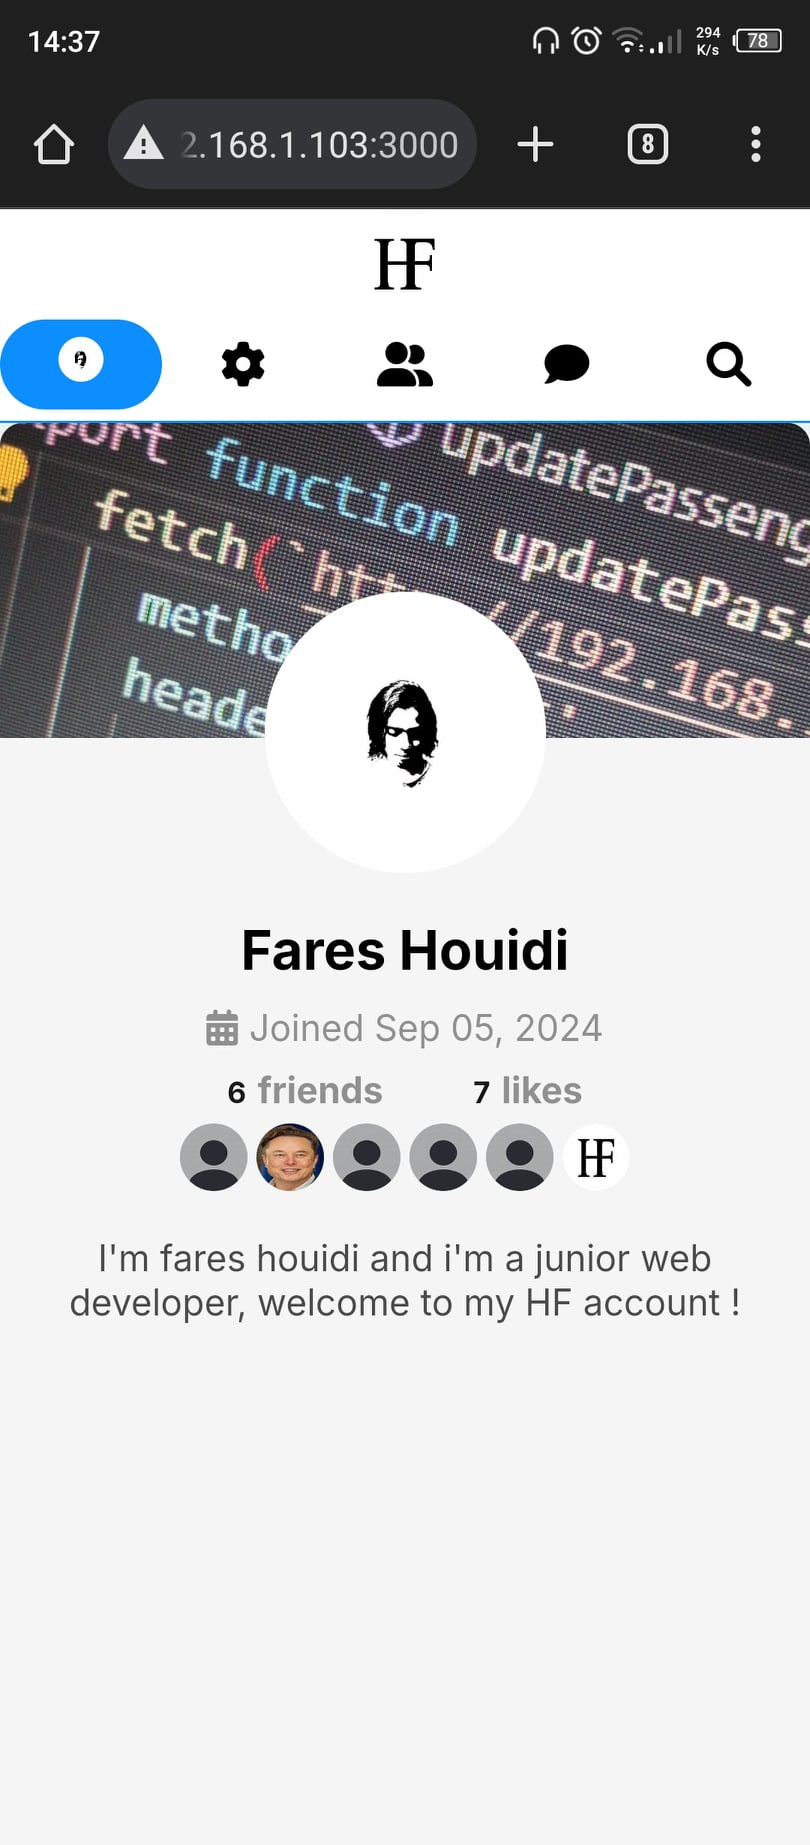 14:37
294
K/s
78
2.168.1.103:3000
8
HF
port function updatePasseng
fetch(`htt //192.168.
updatePass
metho
heade
Fares Houidi
Joined Sep 05, 2024
6 friends 7 likes
HF
I'm fares houidi and i'm a junior web
developer, welcome to my HF account !